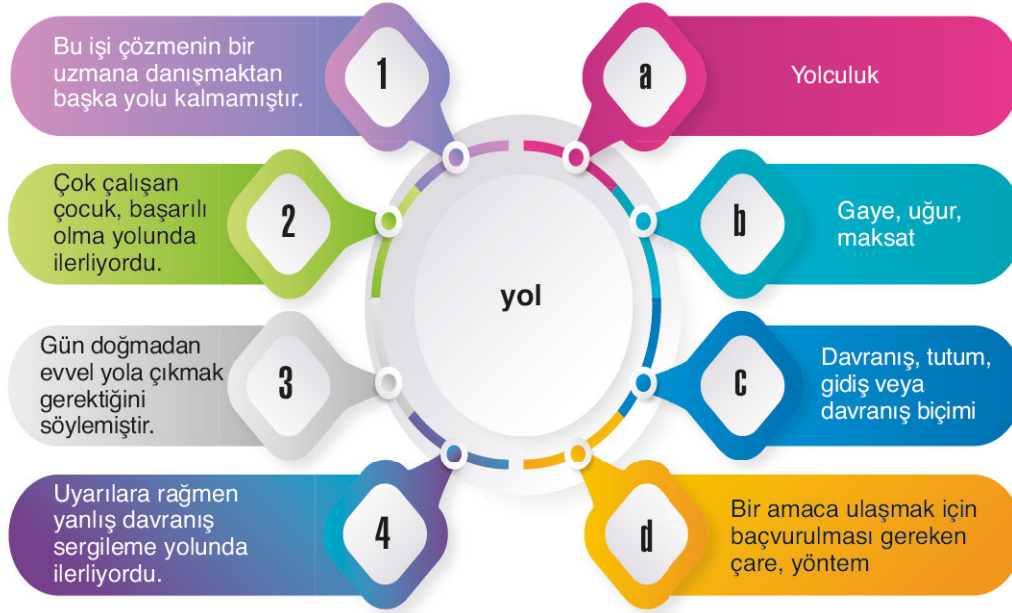 1
Bu işi çözmenin bir
uzmana danışmaktan
başka yolu kalmamıştır.
2
Çok çalışan
çocuk, başarılı
olma yolunda
ilerliyordu.
3
Gün doğmadan
evvel yola çıkmak
gerektiğini
söylemiştir.
4
Uyarılara rağmen
yanlış davranış
sergileme yolunda
ilerliyordu.
yol
a
Yolculuk
b
Gaye, uğur,
maksat
c
Davranış, tutum,
gidiş veya
davranış biçimi
d
Bir amaca ulaşmak için
başvurulması gereken
çare, yöntem